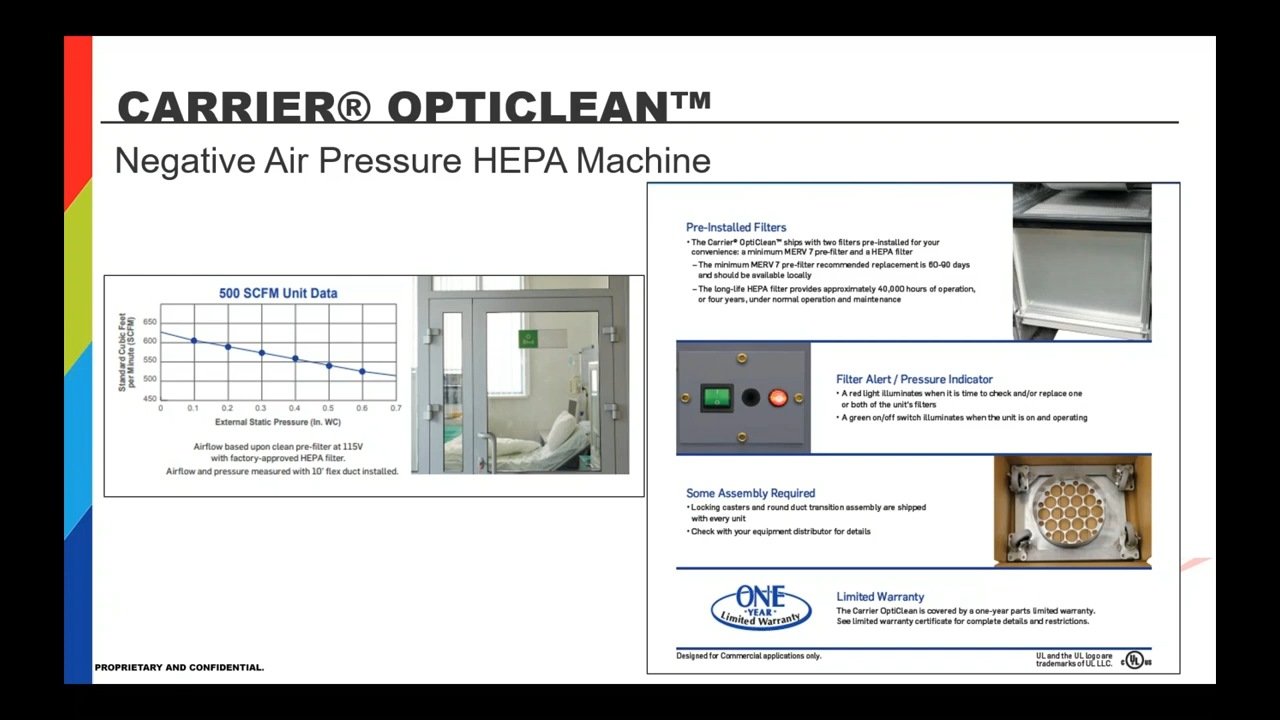 CARRIER® OPTICLEAN™
Negative Air Pressure HEPA Machine
500 SCFM Unit Data
Standard Cubic Feet
per Minute (SCFM)
650
600
550
500
450
0 0.1 0.2 0.3 0.4 0.5 0.6 0.7
External Static Pressure (In. WC)
Airflow based upon clean pre-filter at 115V
with factory-approved HEPA filter.
Airflow and pressure measured with 10' flex duct installed.
Pre-Installed Filters
• The Carrier® OptiClean™ ships with two filters pre-installed for your
convenience: a minimum MERV 7 pre-filter and a HEPA filter
– The minimum MERV 7 pre-filter recommended replacement is 60-90 days
and should be available locally
– The long-life HEPA filter provides approximately 40,000 hours of operation,
or four years, under normal operation and maintenance
Filter Alert / Pressure Indicator
• A red light illuminates when it is time to check and/or replace one
or both of the unit's filters
• A green on/off switch illuminates when the unit is on and operating
Some Assembly Required
• Locking casters and round duct transition assembly are shipped
with every unit
• Check with your equipment distributor for details
ONE
• YEAR •
Limited Warranty
Limited Warranty
The Carrier OptiClean is covered by a one-year parts limited warranty.
See limited warranty certificate for complete details and restrictions.
Designed for Commercial applications only.
UL and the UL logo are
trademarks of UL LLC.
c UL us
PROPRIETARY AND CONFIDENTIAL.